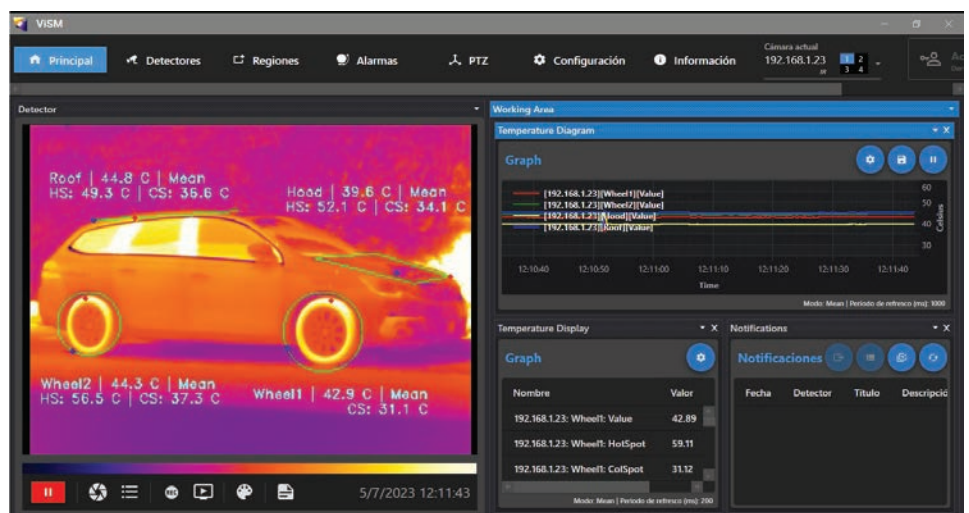 ViSM
Principal
Detectores
Regiones
Alarmas
PTZ
Configuración
Información
Cámara actual
192.168.1.23
1 2
3 4
Detector
Working Area
Temperature Diagram
Graph
Roof | 44.8 C | Mean
HS: 49.3 C | CS: 36.6 C
Hood | 39.6 C | Mean
HS: 52.1 C | CS: 34.1 C
Wheel2 | 44.3 C | Mean
HS: 56.5 C | CS: 37.3 C
Wheel1 | 42.9 C | Mean
CS: 31.1 C
[192.168.1.23][Wheel1][Value]
[192.168.1.23][Wheel2][Value]
[192.168.1.23][Hood][Value]
[192.168.1.23][Roof][Value]
60
50
40
30
Celsius
12:10:40 12:10:50 12:11:00 12:11:10 12:11:20 12:11:30 12:11:40
Time
Modo: Mean | Periodo de refresco (ms): 1000
Temperature Display
Graph
Nombre Valor
192.168.1.23: Wheel1: Value 42.89
192.168.1.23: Wheel1: HotSpot 59.11
192.168.1.23: Wheel1: ColSpot 31.12
Modo: Mean | Periodo de refresco (ms): 200
Notifications
Notificaciones
Fecha Detector Título Descripció
REC
5/7/2023 12:11:43